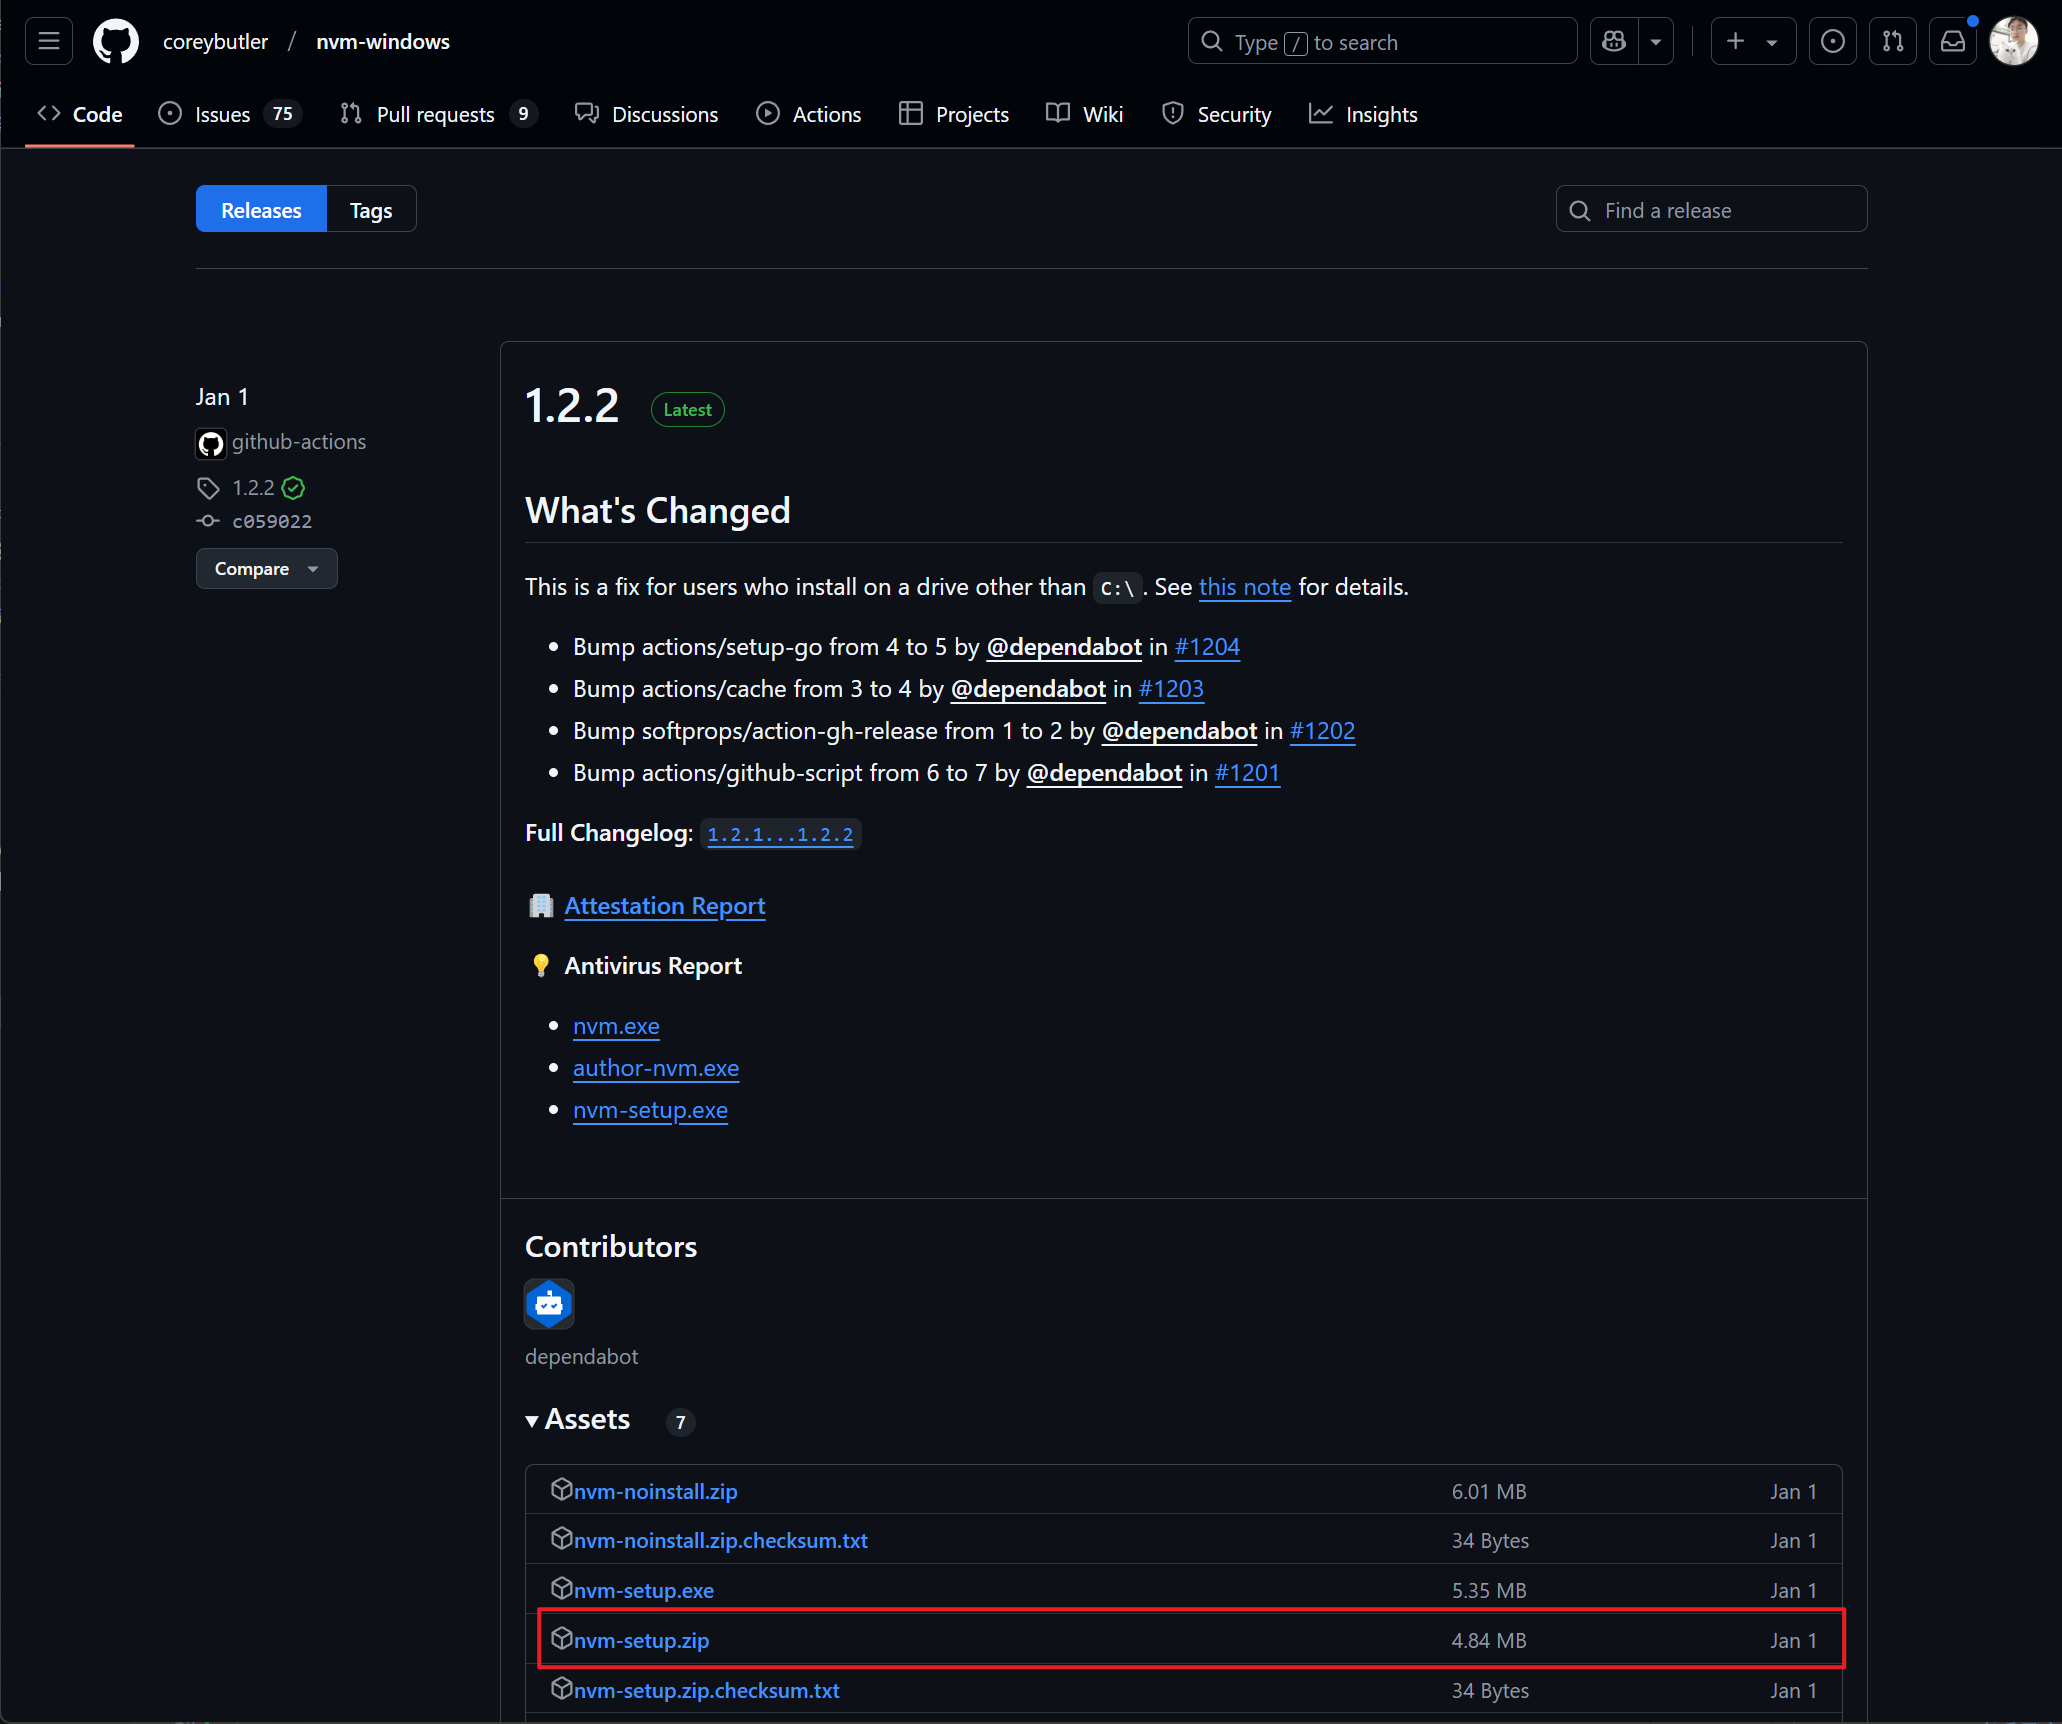 coreybutler / nvm-windows
Type / to search
Code
Issues 75
Pull requests 9
Discussions
Actions
Projects
Wiki
Security
Insights
Releases
Tags
Find a release
Jan 1
github-actions
1.2.2
c059022
Compare
1.2.2 Latest
What's Changed
This is a fix for users who install on a drive other than C:\. See this note for details.
Bump actions/setup-go from 4 to 5 by @dependabot in #1204
Bump actions/cache from 3 to 4 by @dependabot in #1203
Bump softprops/action-gh-release from 1 to 2 by @dependabot in #1202
Bump actions/github-script from 6 to 7 by @dependabot in #1201
Full Changelog: 1.2.1...1.2.2
Attestation Report
Antivirus Report
nvm.exe
author-nvm.exe
nvm-setup.exe
Contributors
dependabot
Assets 7
nvm-noinstall.zip 6.01 MB Jan 1
nvm-noinstall.zip.checksum.txt 34 Bytes Jan 1
nvm-setup.exe 5.35 MB Jan 1
nvm-setup.zip 4.84 MB Jan 1
nvm-setup.zip.checksum.txt 34 Bytes Jan 1